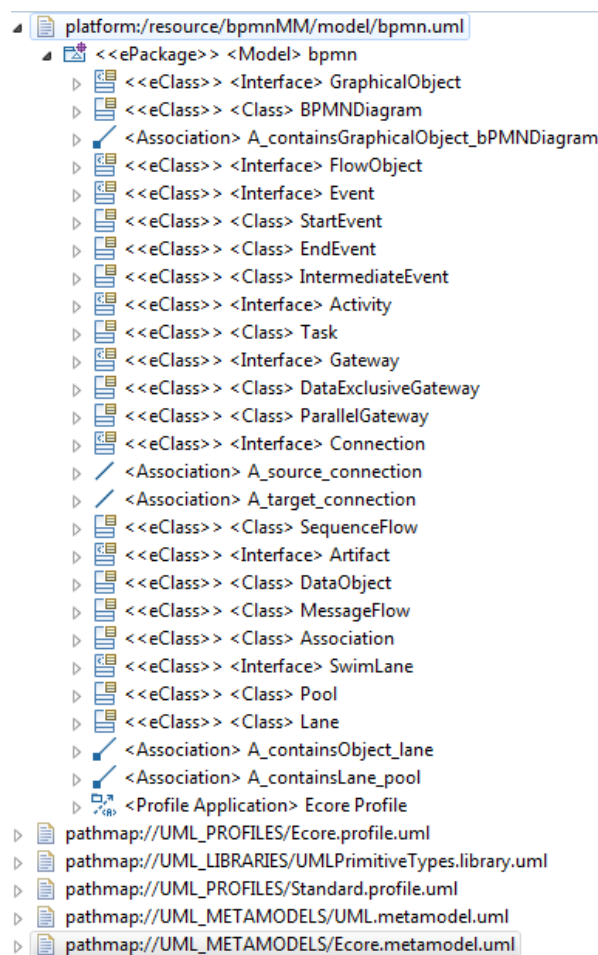 platform:/resource/bpmnMM/model/bpmn.uml
<<ePackage>> <Model> bpmn
<<eClass>> <Interface> GraphicalObject
<<eClass>> <Class> BPMNDiagram
<Association> A_containsGraphicalObject_bPMNDiagram
<<eClass>> <Interface> FlowObject
<<eClass>> <Interface> Event
<<eClass>> <Class> StartEvent
<<eClass>> <Class> EndEvent
<<eClass>> <Class> IntermediateEvent
<<eClass>> <Interface> Activity
<<eClass>> <Class> Task
<<eClass>> <Interface> Gateway
<<eClass>> <Class> DataExclusiveGateway
<<eClass>> <Class> ParallelGateway
<<eClass>> <Interface> Connection
<Association> A_source_connection
<Association> A_target_connection
<<eClass>> <Class> SequenceFlow
<<eClass>> <Interface> Artifact
<<eClass>> <Class> DataObject
<<eClass>> <Class> MessageFlow
<<eClass>> <Class> Association
<<eClass>> <Interface> SwimLane
<<eClass>> <Class> Pool
<<eClass>> <Class> Lane
<Association> A_containsObject_lane
<Association> A_containsLane_pool
<Profile Application> Ecore Profile
pathmap://UML_PROFILES/Ecore.profile.uml
pathmap://UML_LIBRARIES/UMLPrimitiveTypes.library.uml
pathmap://UML_PROFILES/Standard.profile.uml
pathmap://UML_METAMODELS/UML.metamodel.uml
pathmap://UML_METAMODELS/Ecore.metamodel.uml